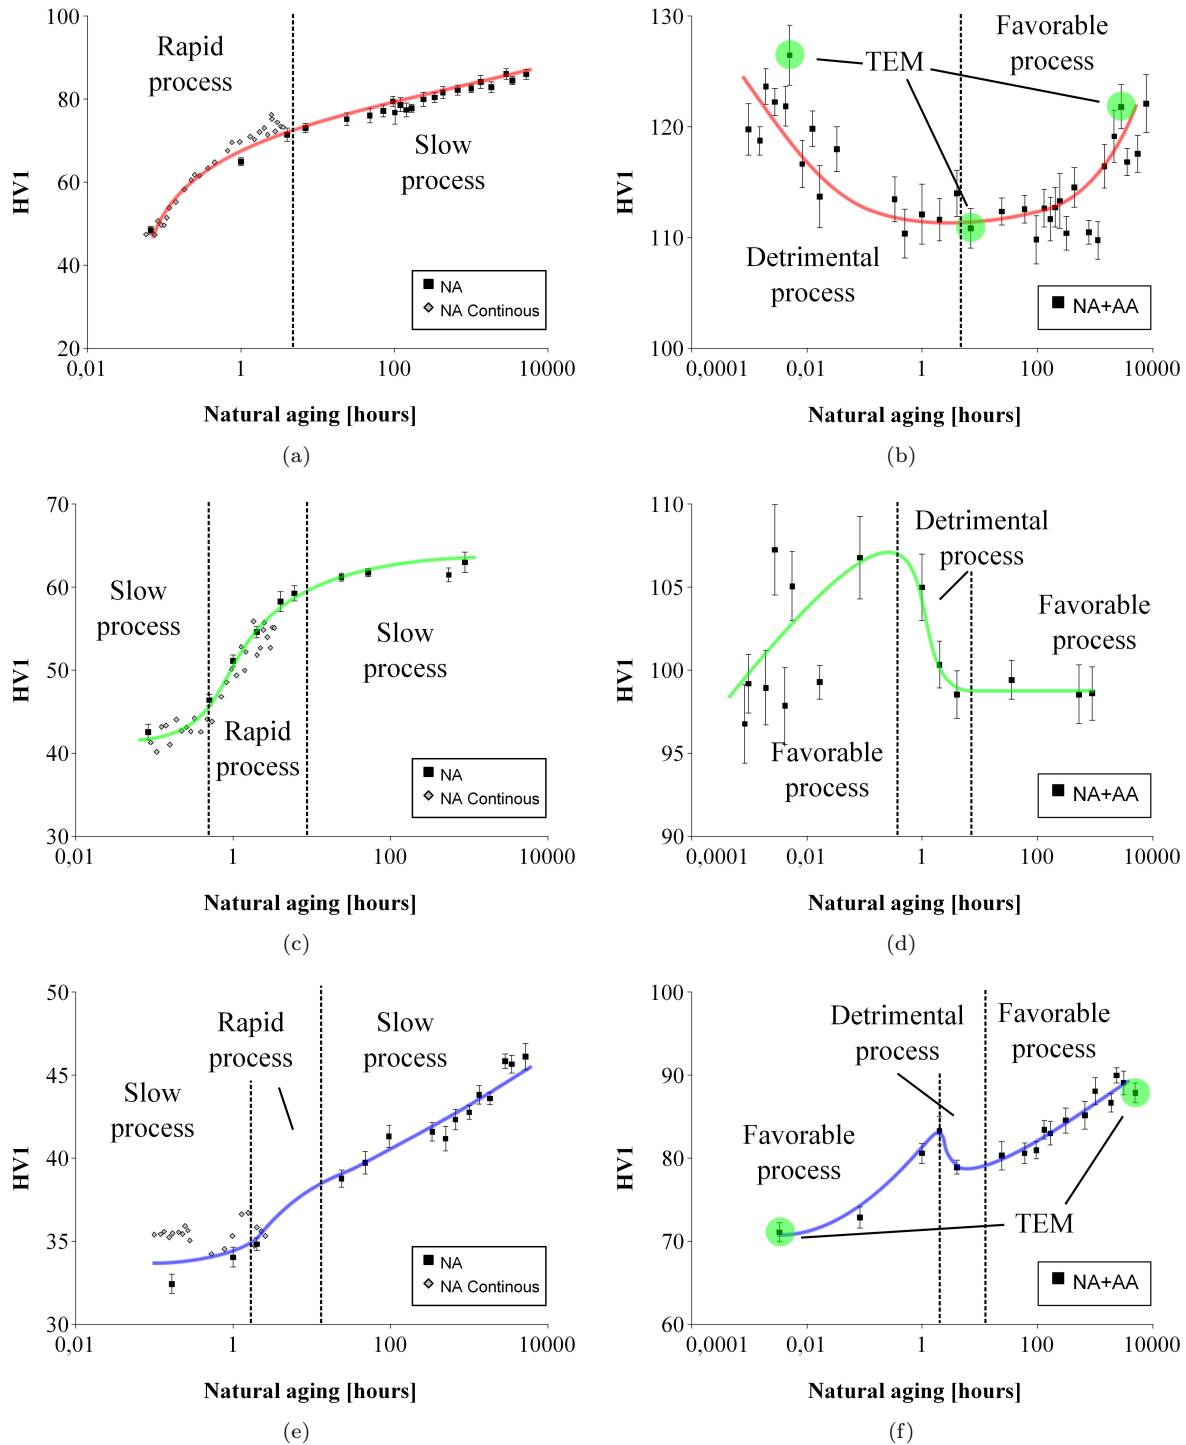 100
80
60
40
20
HV1
Rapid
process
Slow
process
NA
NA Continous
0,01
1
100
10000
Natural aging [hours]
(a)
130
120
110
100
HV1
Favorable
process
TEM
Detrimental
process
NA+AA
0,0001
0,01
1
100
10000
Natural aging [hours]
(b)
70
60
50
40
30
HV1
Slow
process
Slow
process
Rapid
process
NA
NA Continous
0,01
1
100
10000
Natural aging [hours]
(c)
110
105
100
95
90
HV1
Detrimental
process
Favorable
process
Favorable
process
NA+AA
0,0001
0,01
1
100
10000
Natural aging [hours]
(d)
50
45
40
35
30
HV1
Rapid
process
Slow
process
Slow
process
NA
NA Continous
0,01
1
100
10000
Natural aging [hours]
(e)
100
90
80
70
60
HV1
Detrimental
process
Favorable
process
Favorable
process
TEM
NA+AA
0,0001
0,01
1
100
10000
Natural aging [hours]
(f)